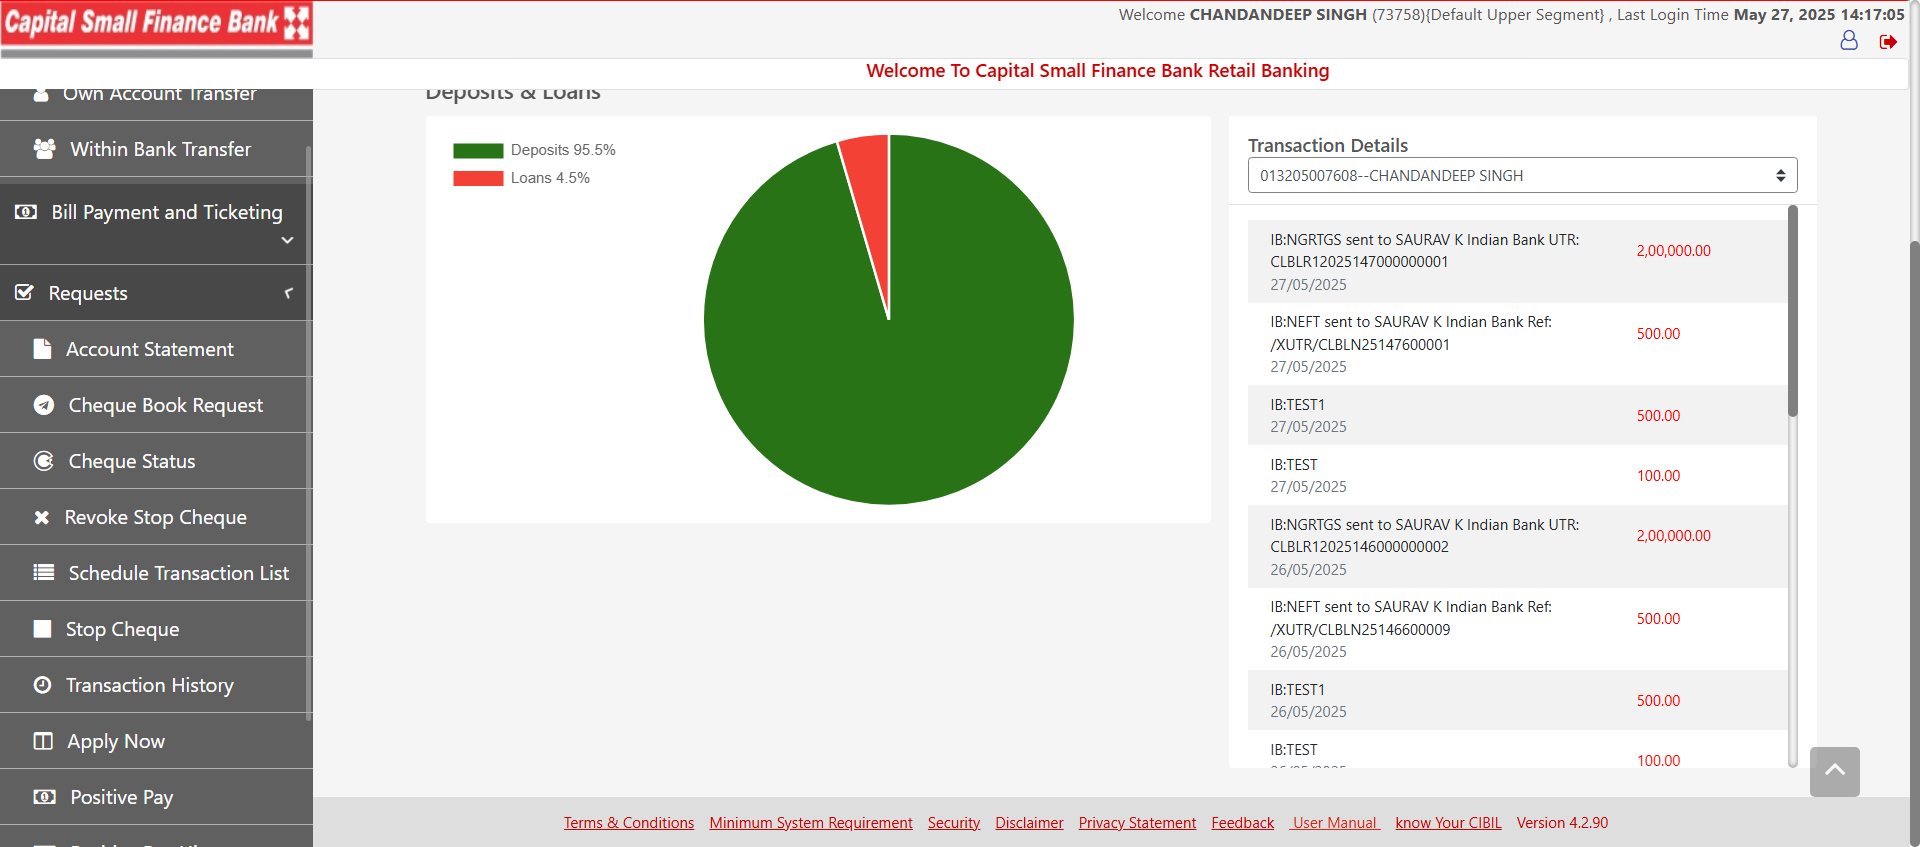 Capital Small Finance Bank
Welcome CHANDANDEEP SINGH (73758){Default Upper Segment} , Last Login Time May 27, 2025 14:17:05
Welcome To Capital Small Finance Bank Retail Banking
Own Account Transfer
Within Bank Transfer
Bill Payment and Ticketing
Requests
Account Statement
Cheque Book Request
Cheque Status
Revoke Stop Cheque
Schedule Transaction List
Stop Cheque
Transaction History
Apply Now
Positive Pay
Deposits & Loans
Deposits 95.5%
Loans 4.5%
Transaction Details
013205007608--CHANDANDEEP SINGH
IB:NGRTGS sent to SAURAV K Indian Bank UTR:
CLBLR12025147000000001
27/05/2025
2,00,000.00
IB:NEFT sent to SAURAV K Indian Bank Ref:
/XUTR/CLBLN25147600001
27/05/2025
500.00
IB:TEST1
27/05/2025
500.00
IB:TEST
27/05/2025
100.00
IB:NGRTGS sent to SAURAV K Indian Bank UTR:
CLBLR12025146000000002
26/05/2025
2,00,000.00
IB:NEFT sent to SAURAV K Indian Bank Ref:
/XUTR/CLBLN25146600009
26/05/2025
500.00
IB:TEST1
26/05/2025
500.00
IB:TEST
100.00
Terms & Conditions Minimum System Requirement Security Disclaimer Privacy Statement Feedback User Manual know Your CIBIL Version 4.2.90